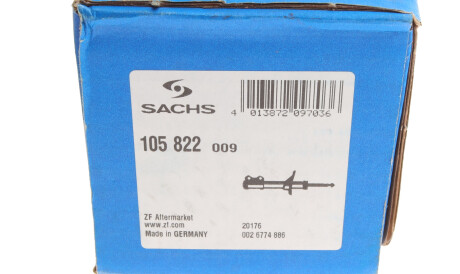 SACHS
4 013872 097036
105 822 009
ZF Aftermarket
www.zf.com
Made in GERMANY
20176
002 6774 986